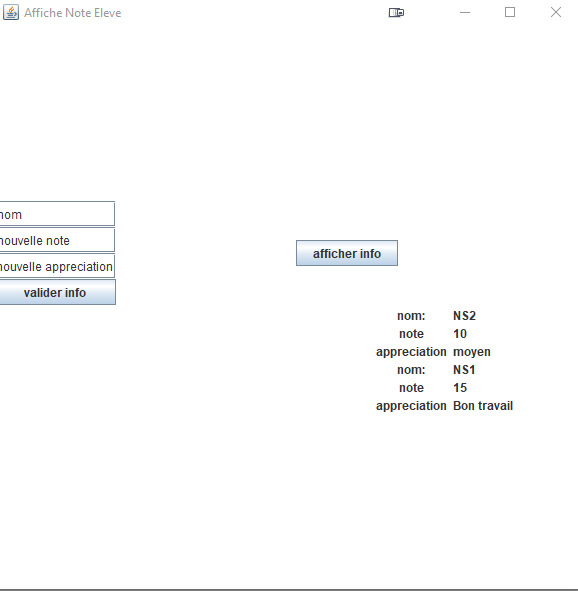 Affiche Note Eleve
nom
nouvelle note
nouvelle appreciation
valider info
afficher info
nom: NS2
note 10
appreciation moyen
nom: NS1
note 15
appreciation Bon travail